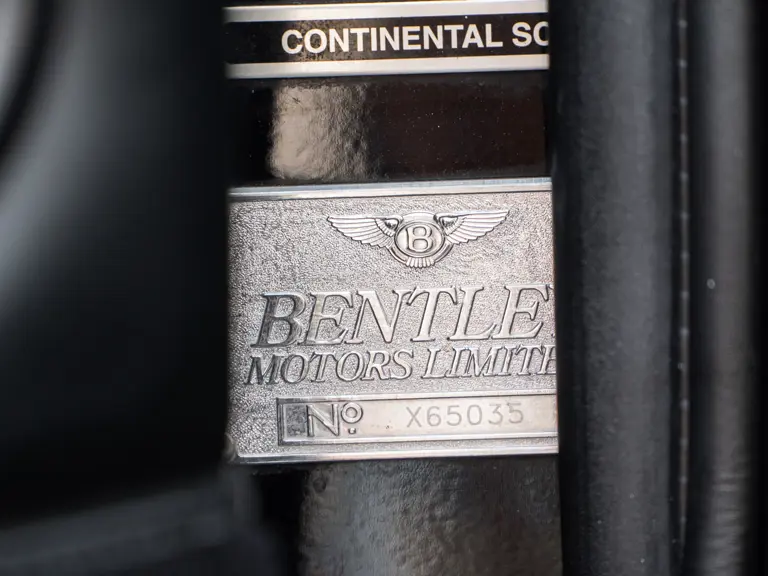 CONTINENTAL SC
B
BENTLE
MOTORS LIMITE
Nº X65035